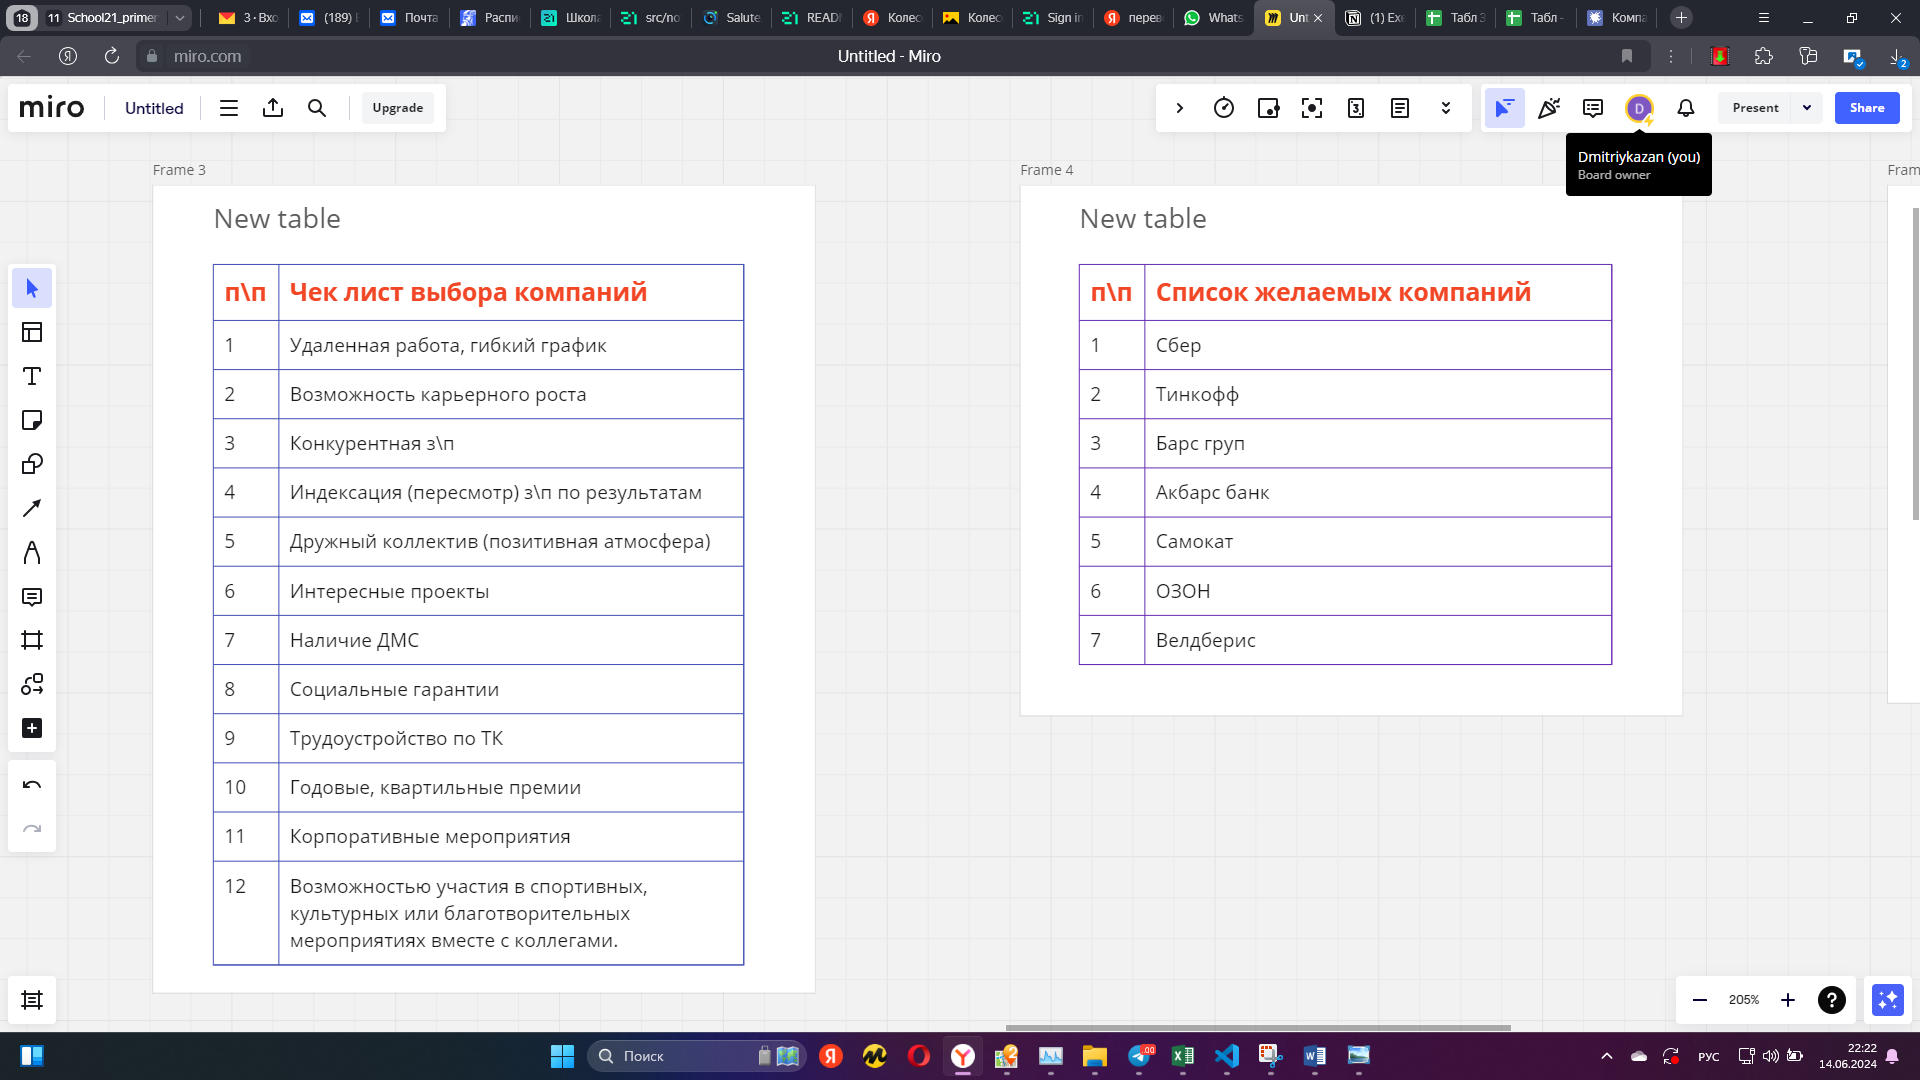 18
11 School21_primer
3 · Вхо
(189) В
Почта
Распи
Школ
src/no
Salute
READI
Колес
Колес
Sign in
перев
Whats
Unt
(1) Exe
Табл 3
Табл -
Компа
miro.com
Untitled - Miro
miro
Untitled
Upgrade
Present
Share
Dmitriykazan (you)
Board owner
Frame 3
New table
п\п Чек лист выбора компаний
1 Удаленная работа, гибкий график
2 Возможность карьерного роста
3 Конкурентная з\п
4 Индексация (пересмотр) з\п по результатам
5 Дружный коллектив (позитивная атмосфера)
6 Интересные проекты
7 Наличие ДМС
8 Социальные гарантии
9 Трудоустройство по ТК
10 Годовые, квартильные премии
11 Корпоративные мероприятия
12 Возможностью участия в спортивных,
культурных или благотворительных
мероприятиях вместе с коллегами.
Frame 4
New table
п\п Список желаемых компаний
1 Сбер
2 Тинкофф
3 Барс груп
4 Акбарс банк
5 Самокат
6 ОЗОН
7 Велдберис
Fram
205%
Поиск
РУС
22:22
14.06.2024